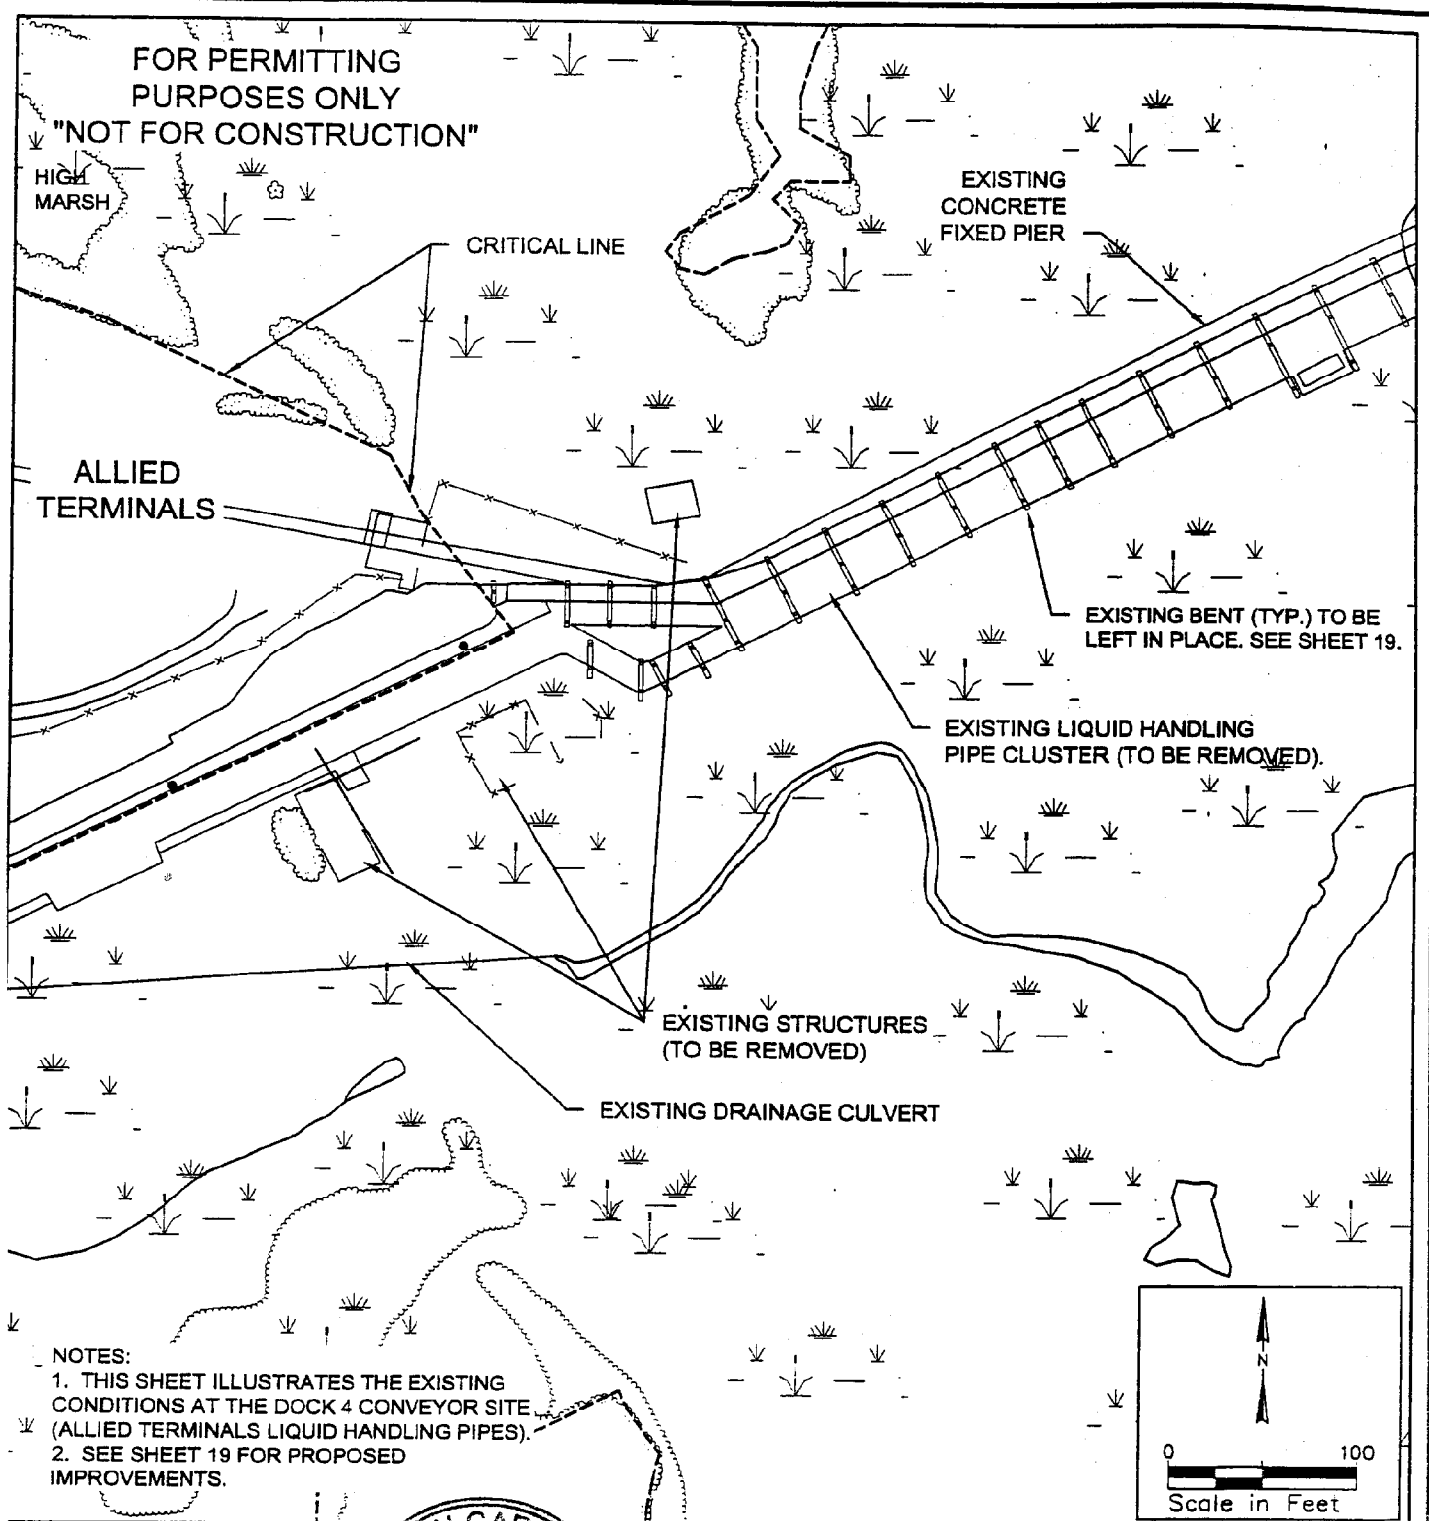 FOR PERMITTING
PURPOSES ONLY
"NOT FOR CONSTRUCTION"
HIGH
MARSH
CRITICAL LINE
EXISTING
CONCRETE
FIXED PIER
ALLIED
TERMINALS
EXISTING BENT (TYP.) TO BE
LEFT IN PLACE. SEE SHEET 19.
EXISTING LIQUID HANDLING
PIPE CLUSTER (TO BE REMOVED).
EXISTING STRUCTURES
(TO BE REMOVED)
EXISTING DRAINAGE CULVERT
NOTES:
1. THIS SHEET ILLUSTRATES THE EXISTING
CONDITIONS AT THE DOCK 4 CONVEYOR SITE
(ALLIED TERMINALS LIQUID HANDLING PIPES).
2. SEE SHEET 19 FOR PROPOSED
IMPROVEMENTS.
N
0 100
Scale in Feet